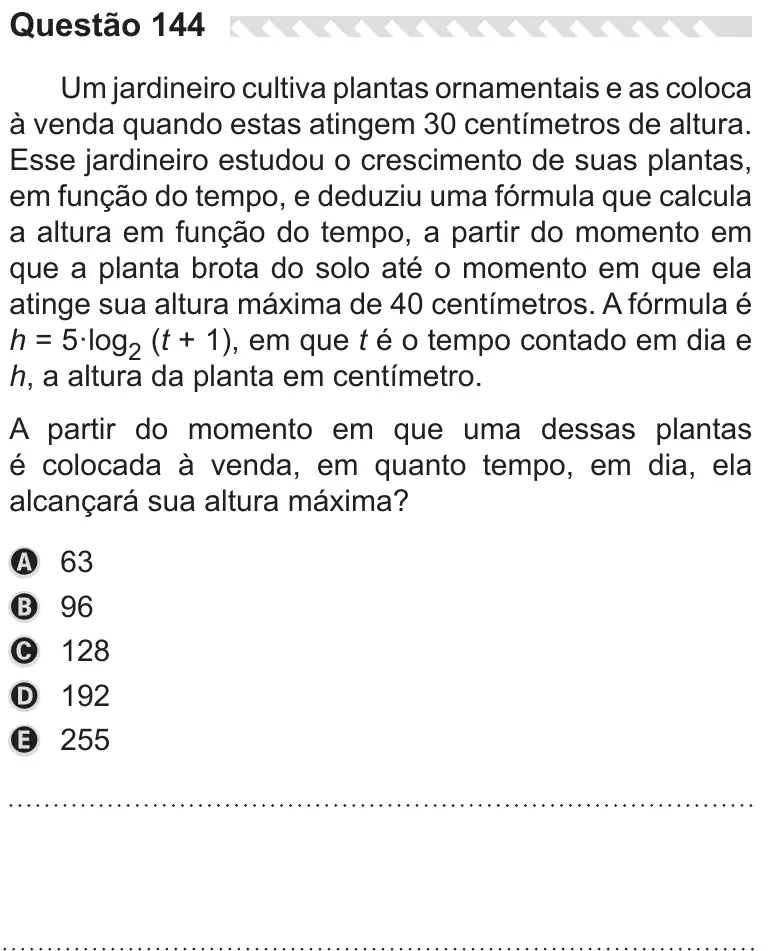 Questão 144
Um jardineiro cultiva plantas ornamentais e as coloca
à venda quando estas atingem 30 centímetros de altura.
Esse jardineiro estudou o crescimento de suas plantas,
em função do tempo, e deduziu uma fórmula que calcula
a altura em função do tempo, a partir do momento em
que a planta brota do solo até o momento em que ela
atinge sua altura máxima de 40 centímetros. A fórmula é
h = 5·log₂ (t + 1), em que t é o tempo contado em dia e
h, a altura da planta em centímetro.
A partir do momento em que uma dessas plantas
é colocada à venda, em quanto tempo, em dia, ela
alcançará sua altura máxima?
A 63
B 96
C 128
D 192
E 255